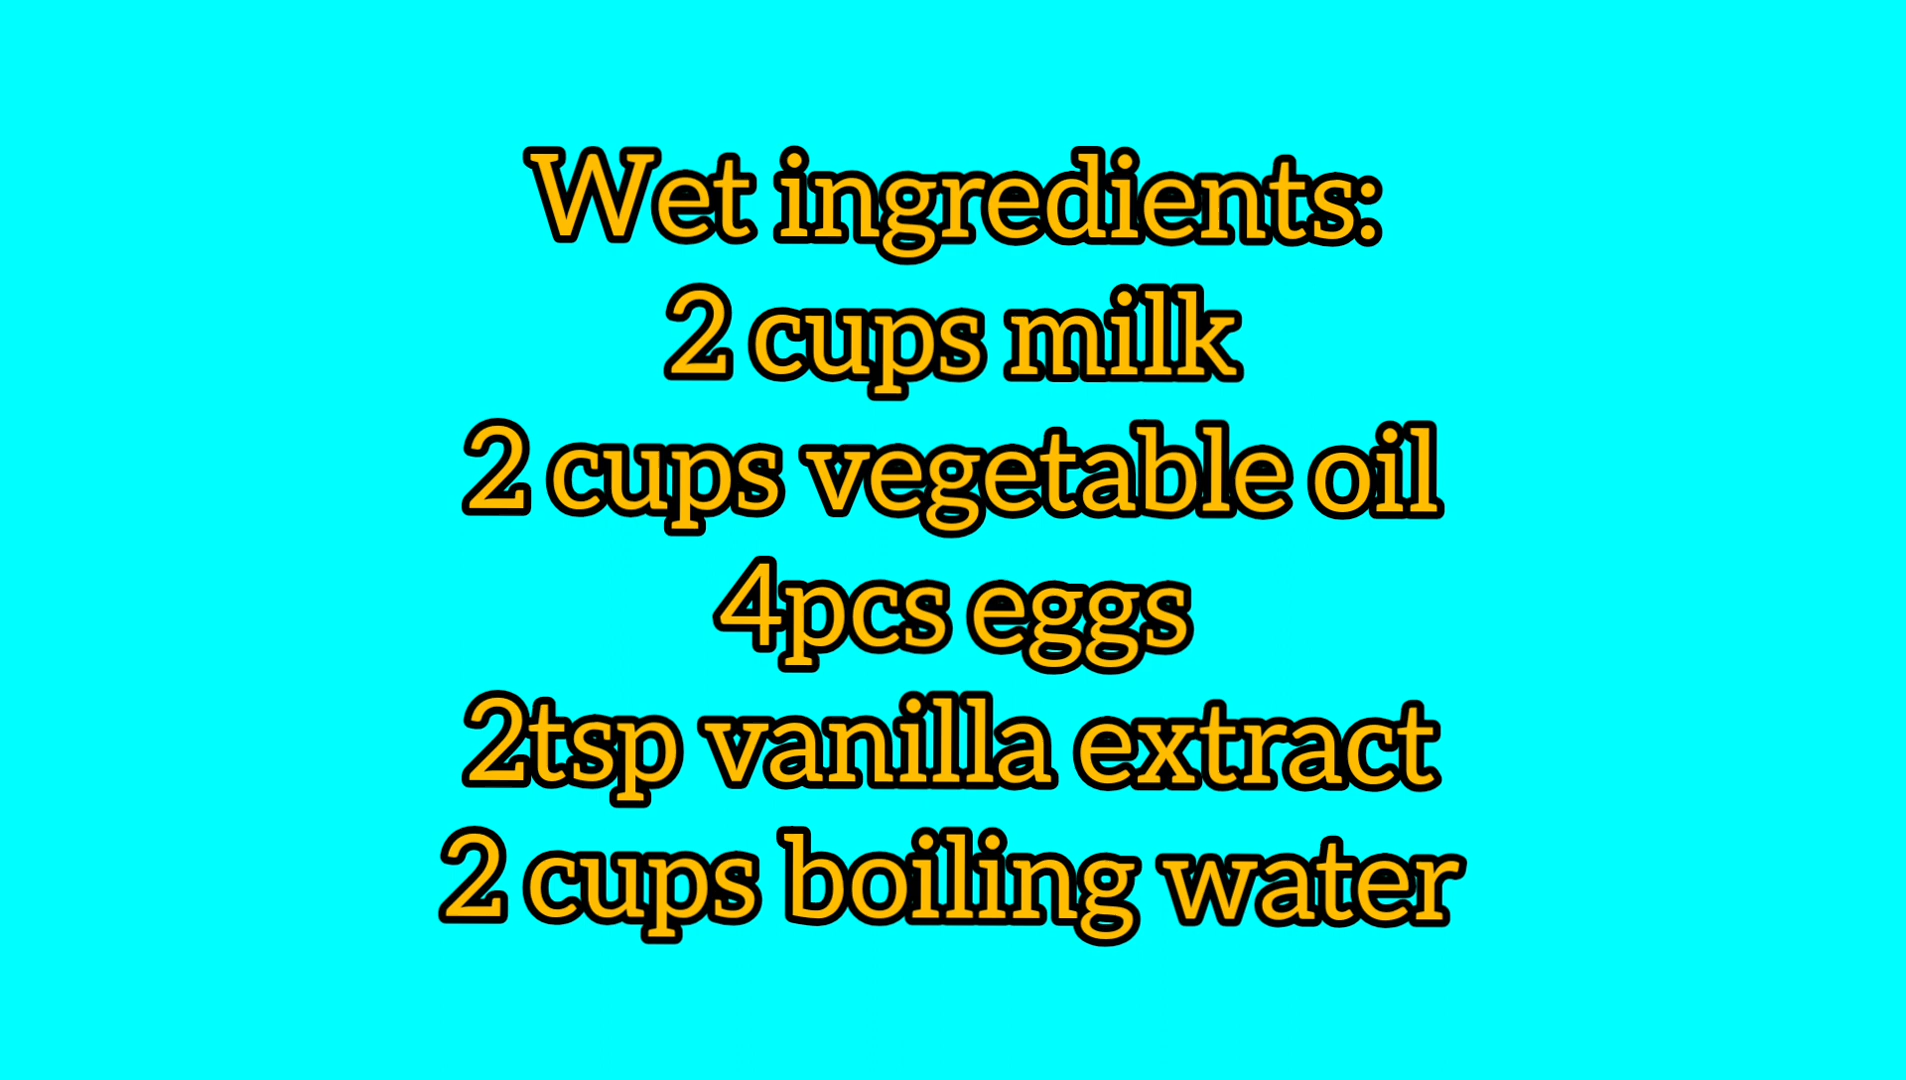 Wet ingredients:
2 cups milk
2 cups vegetable oil
4pcs eggs
2tsp vanilla extract
2 cups boiling water